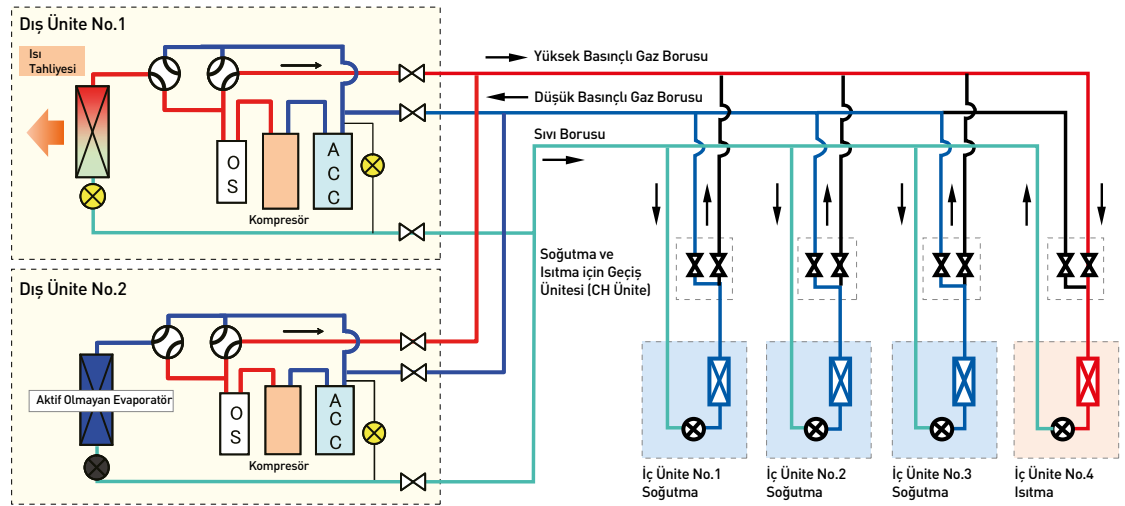 Dış Ünite No.1
Isı
Tahliyesi
O
S
A
C
C
Kompresör
Yüksek Basınçlı Gaz Borusu
Düşük Basınçlı Gaz Borusu
Sıvı Borusu
Soğutma ve
Isıtma için Geçiş
Ünitesi (CH Ünite)
Dış Ünite No.2
Aktif Olmayan Evaporatör
O
S
A
C
C
Kompresör
İç Ünite No.1
Soğutma
İç Ünite No.2
Soğutma
İç Ünite No.3
Soğutma
İç Ünite No.4
Isıtma